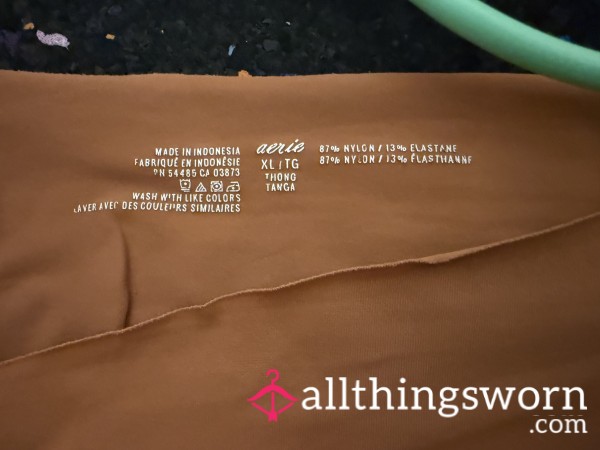 MADE IN INDONESIA
FABRIQUÉ EN INDONÉSIE
RN 54485 CA 03873
WASH WITH LIKE COLORS
LAVER AVEC DES COULEURS SIMILAIRES
aerie
XL / TG
THONG
TANGA
87% NYLON / 13% ELASTANE
87% NYLON / 13% ÉLASTHANNE
allthingsworn
.com